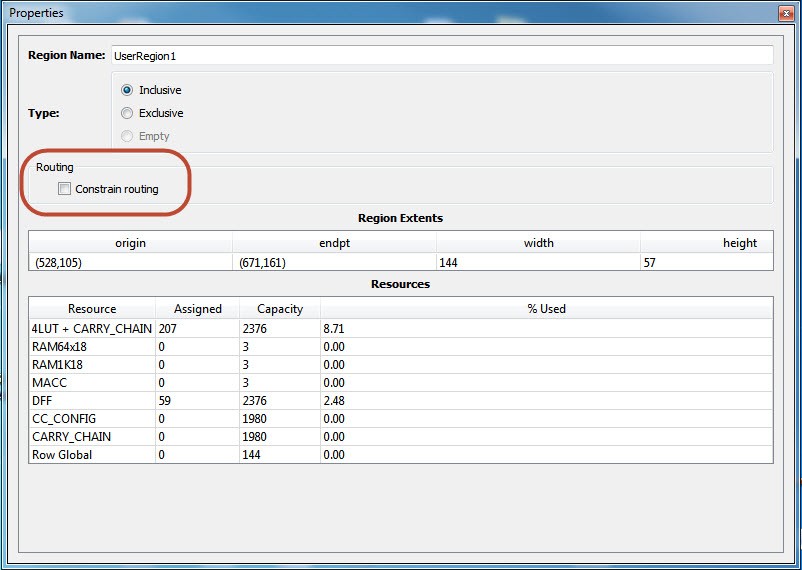 Properties
Region Name: UserRegion1
Type:
Inclusive
Exclusive
Empty
Routing
Constrain routing
Region Extents
origin endpt width height
(528,105) (671,161) 144 57
Resources
Resource Assigned Capacity % Used
4LUT + CARRY_CHAIN 207 2376 8.71
RAM64x18 0 3 0.00
RAM1K18 0 3 0.00
MACC 0 3 0.00
DFF 59 2376 2.48
CC_CONFIG 0 1980 0.00
CARRY_CHAIN 0 1980 0.00
Row Global 0 144 0.00